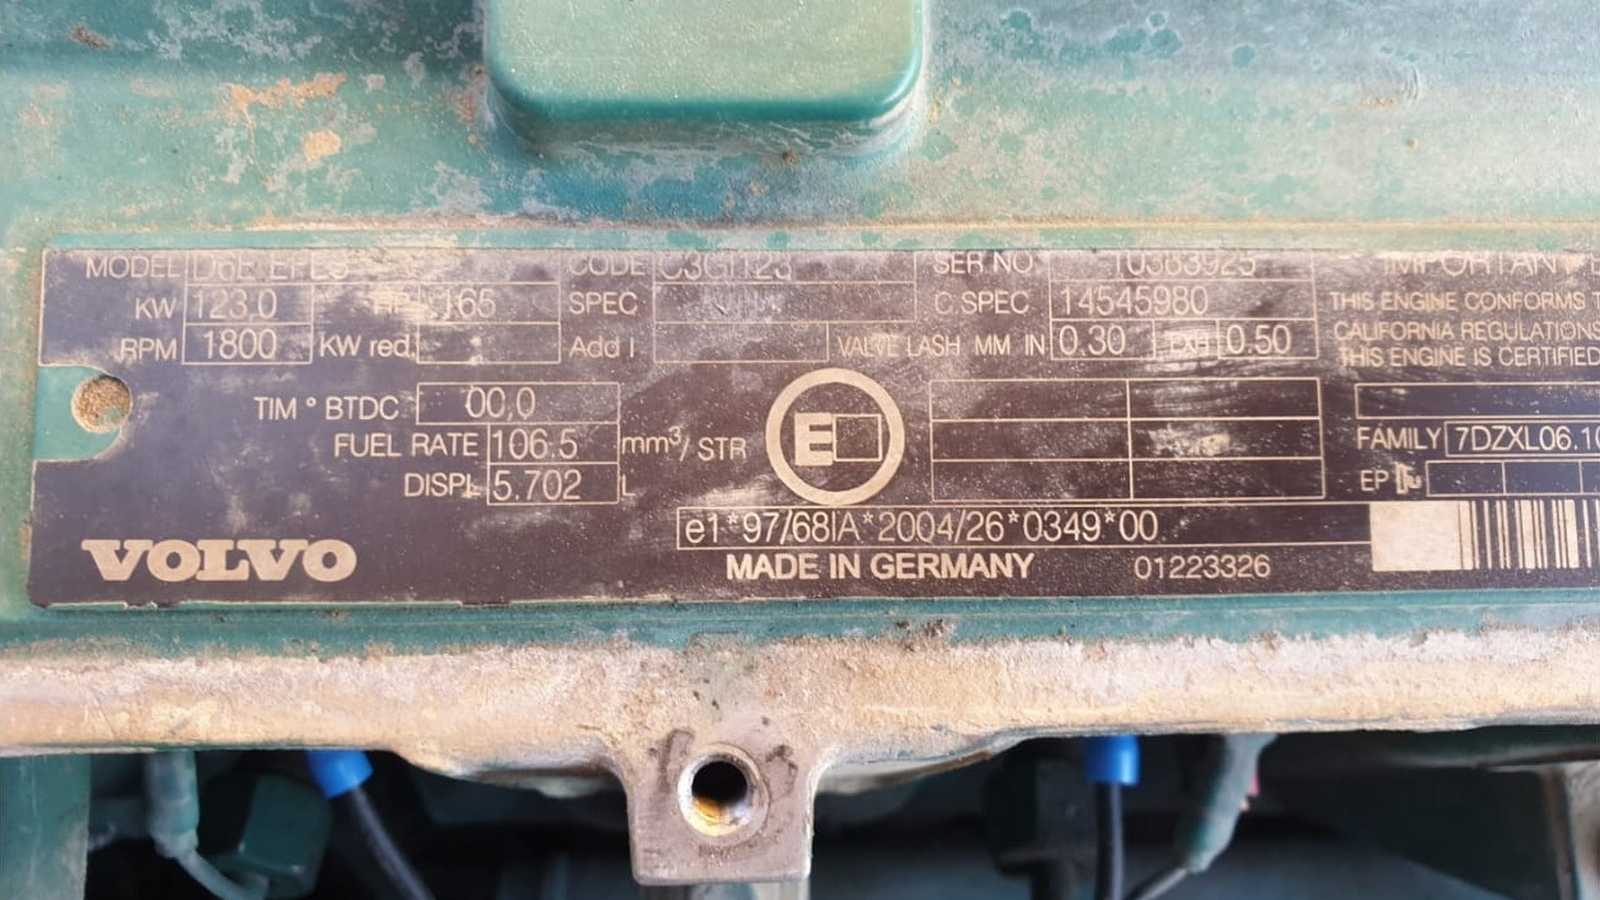 MODEL CODE SER NO IMPORTANT
KW 123,0 HP 165 SPEC C.SPEC 14545980 THIS ENGINE CONFORMS
RPM 1800 KW red. Add I VALVE LASH MM IN 0.30 EXH 0.50 CALIFORNIA REGULATIONS
THIS ENGINE IS CERTIFIED
TIM ° BTDC 00,0
FUEL RATE 106.5 mm³/ STR E FAMILY 7DZXL06.10
DISPL 5.702 L EP
e1*97/68IA*2004/26*0349*00
VOLVO MADE IN GERMANY 01223326